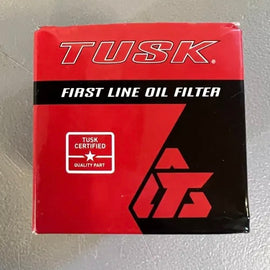 TUSK®
FIRST LINE OIL FILTER
TUSK
CERTIFIED
QUALITY PART